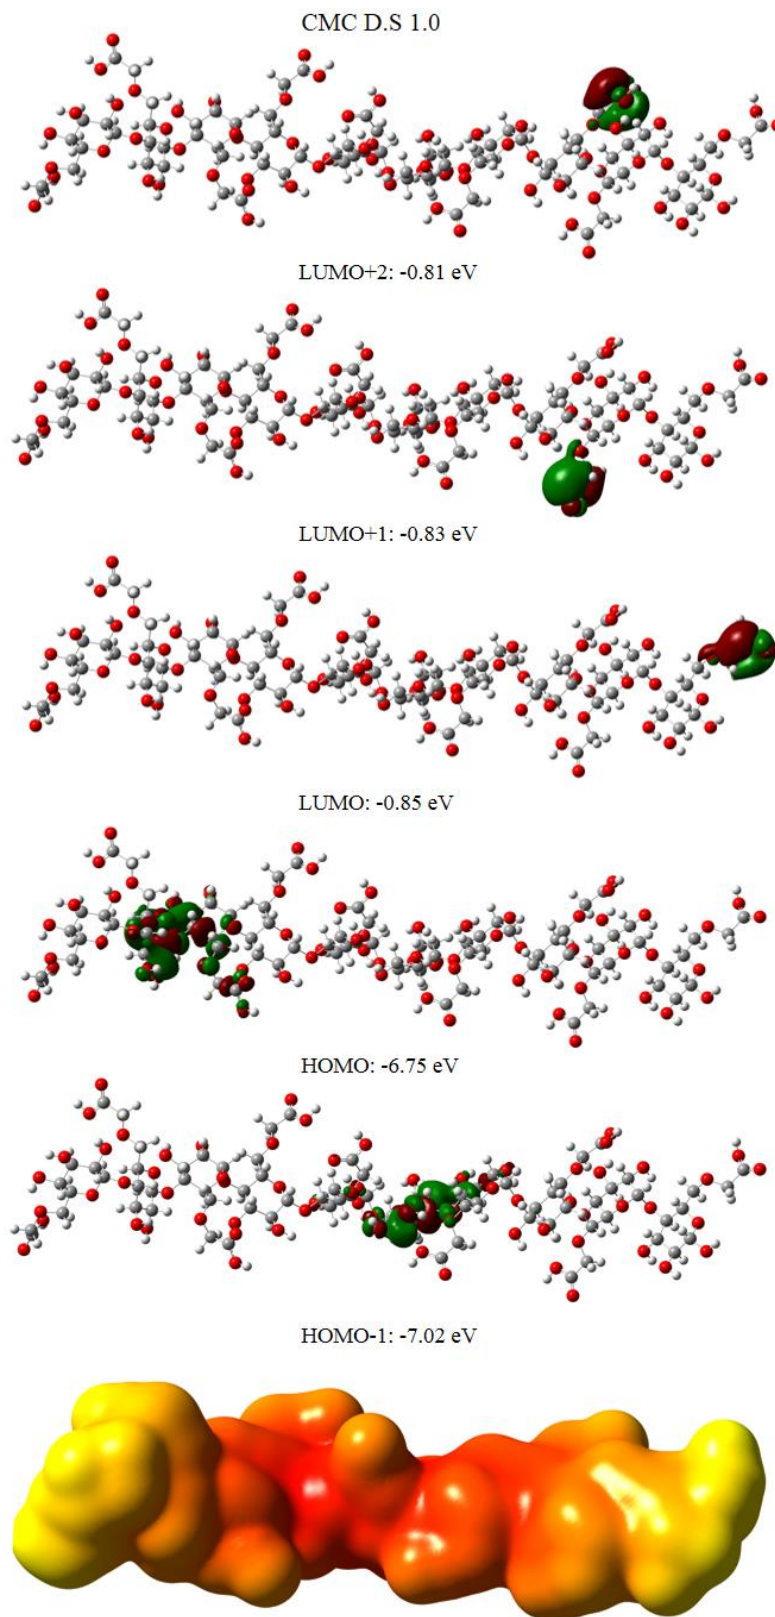 CMC D.S 1.0
LUMO+2: -0.81 eV
LUMO+1: -0.83 eV
LUMO: -0.85 eV
HOMO: -6.75 eV
HOMO-1: -7.02 eV